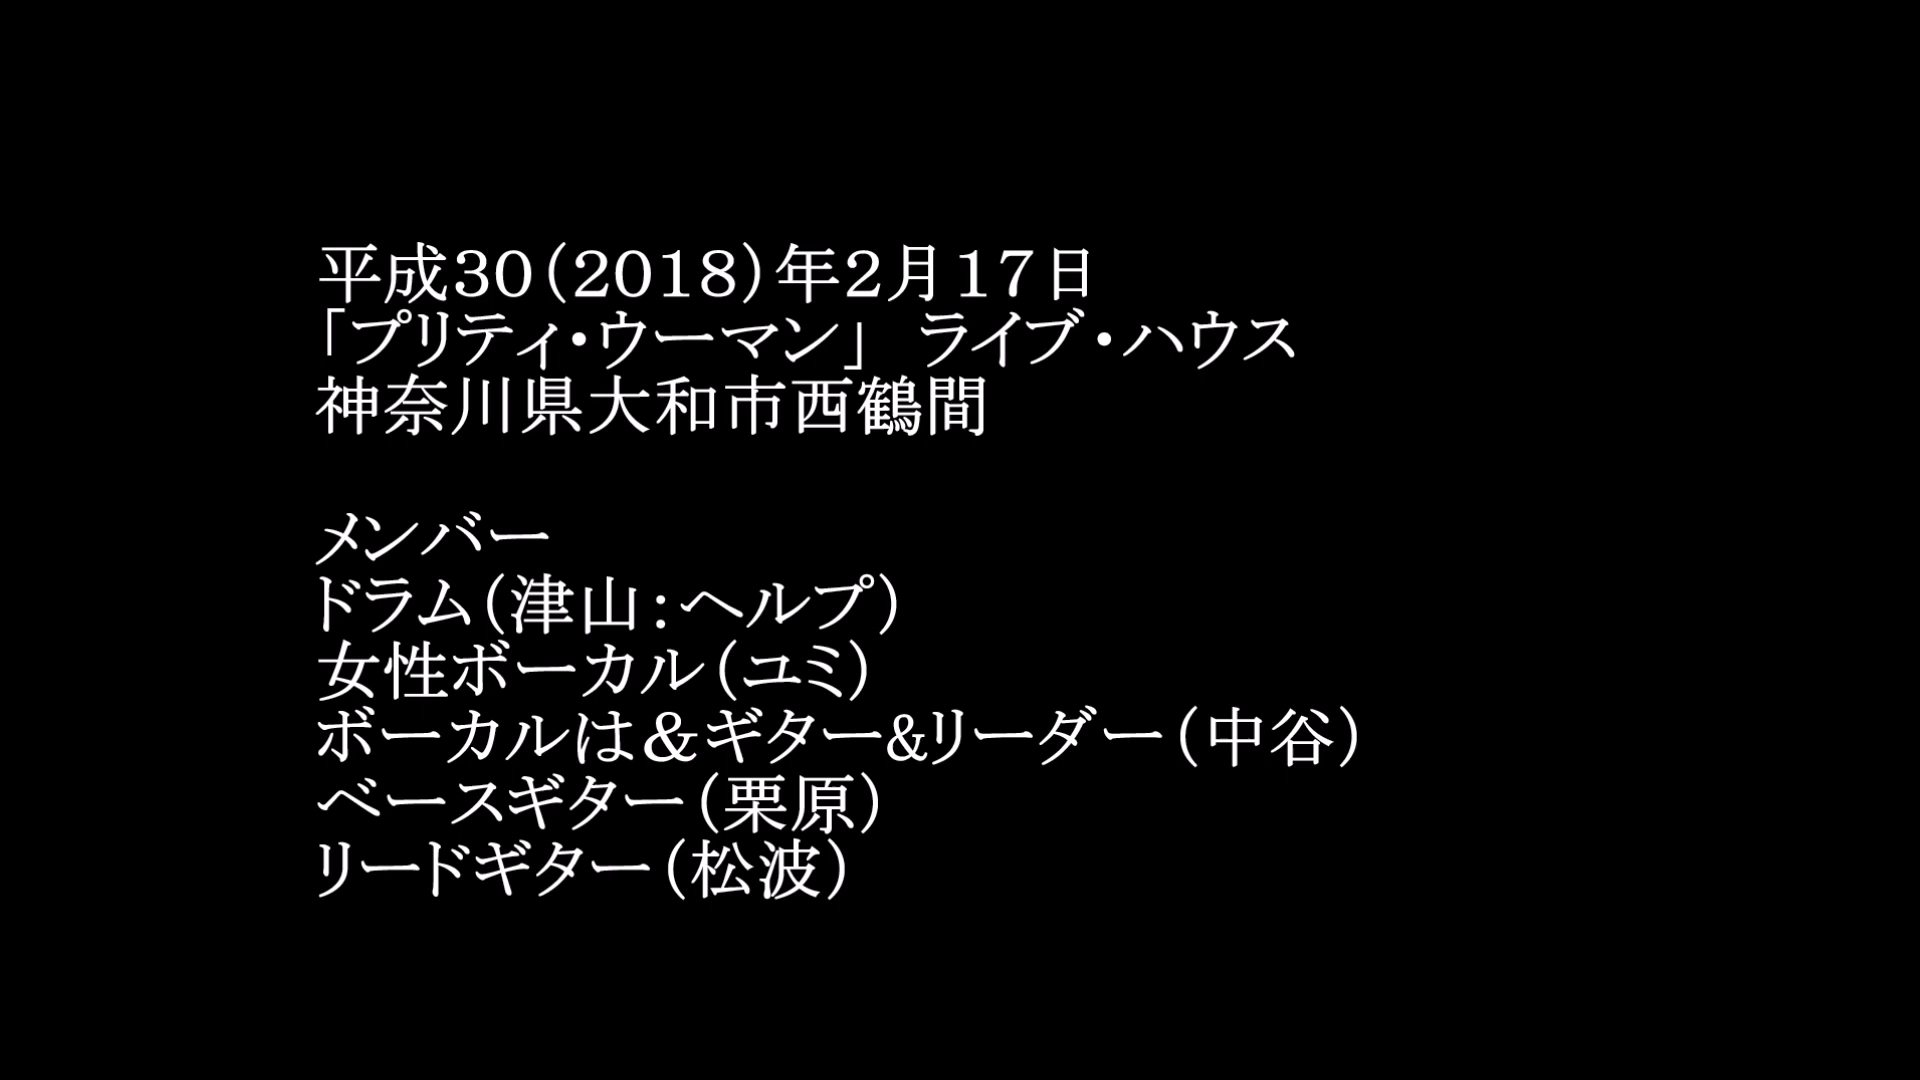 平成30（2018）年2月17日
「プリティ・ウーマン」　ライブ・ハウス
神奈川県大和市西鶴間
メンバー
ドラム（津山：ヘルプ）
女性ボーカル（ユミ）
ボーカルは＆ギター&リーダー（中谷）
ベースギター（栗原）
リードギター（松波）